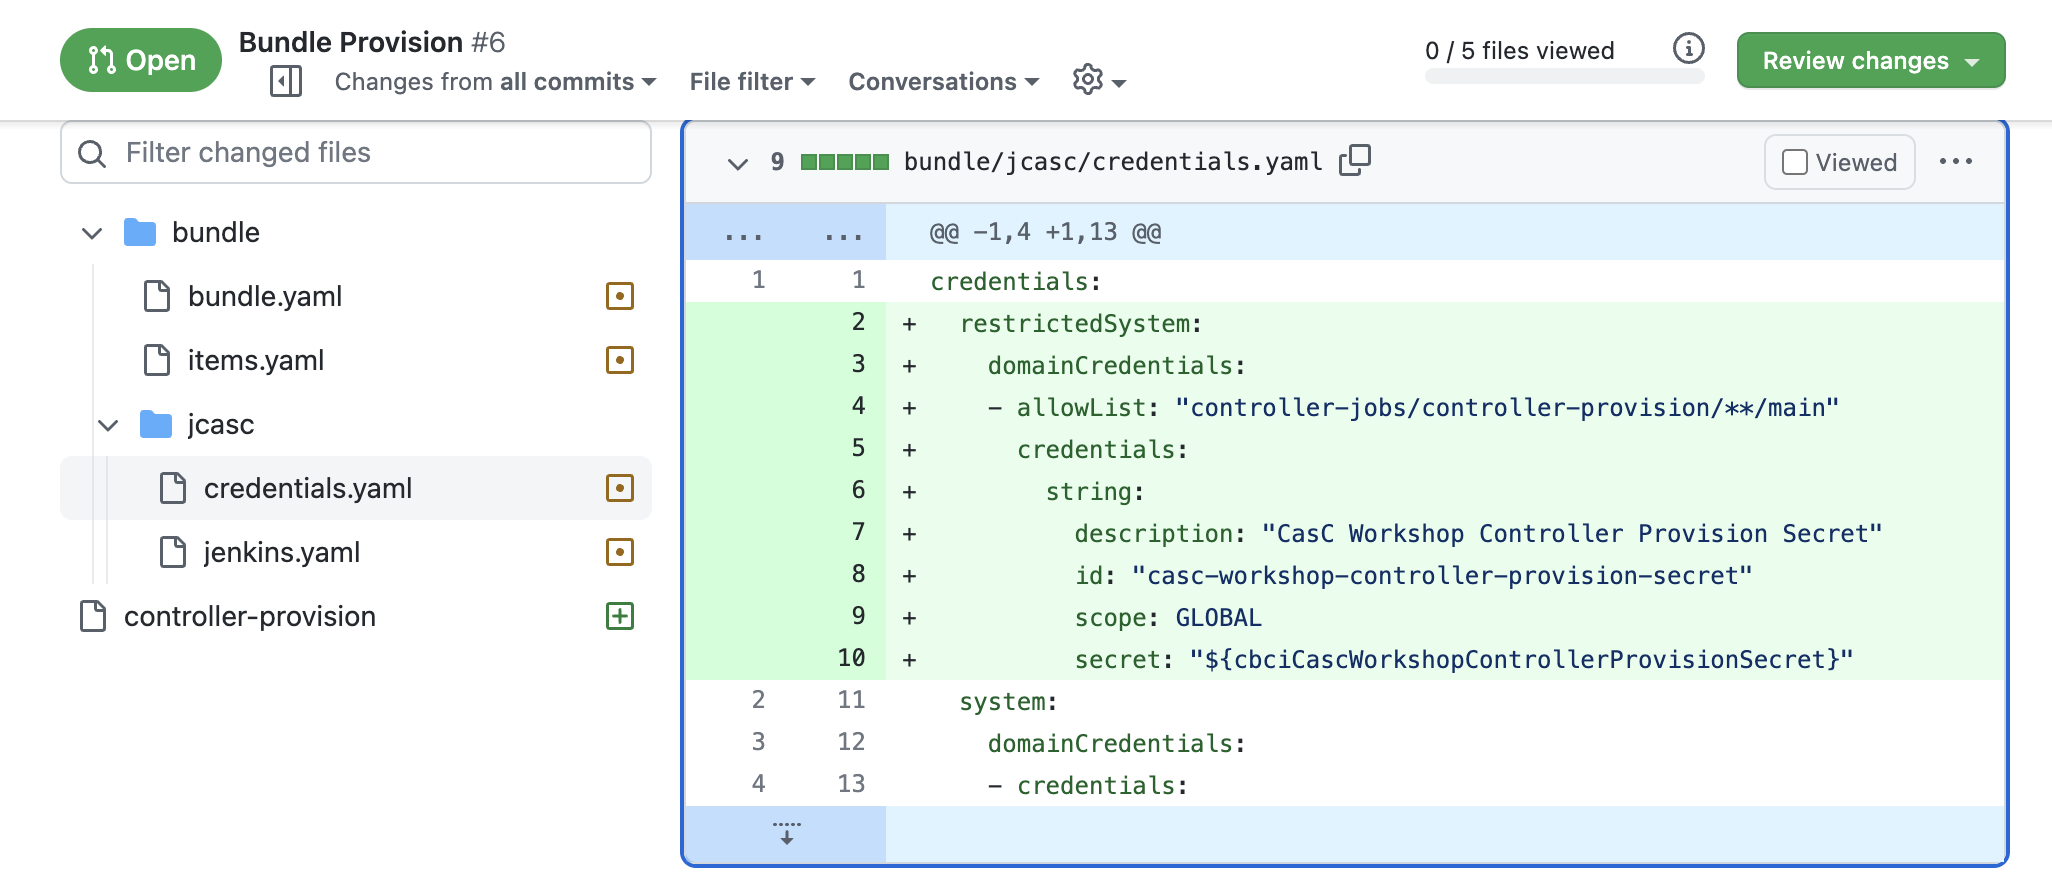 Open
Bundle Provision #6
Changes from all commits File filter Conversations
0 / 5 files viewed
Review changes
Filter changed files
bundle
bundle.yaml
items.yaml
jcasc
credentials.yaml
jenkins.yaml
controller-provision
9 bundle/jcasc/credentials.yaml Viewed ...
... ... @@ -1,4 +1,13 @@
1 1 credentials:
2 + restrictedSystem:
3 + domainCredentials:
4 + - allowList: "controller-jobs/controller-provision/**/main"
5 + credentials:
6 + string:
7 + description: "CasC Workshop Controller Provision Secret"
8 + id: "casc-workshop-controller-provision-secret"
9 + scope: GLOBAL
10 + secret: "${cbciCascWorkshopControllerProvisionSecret}"
2 11 system:
3 12 domainCredentials:
4 13 - credentials: